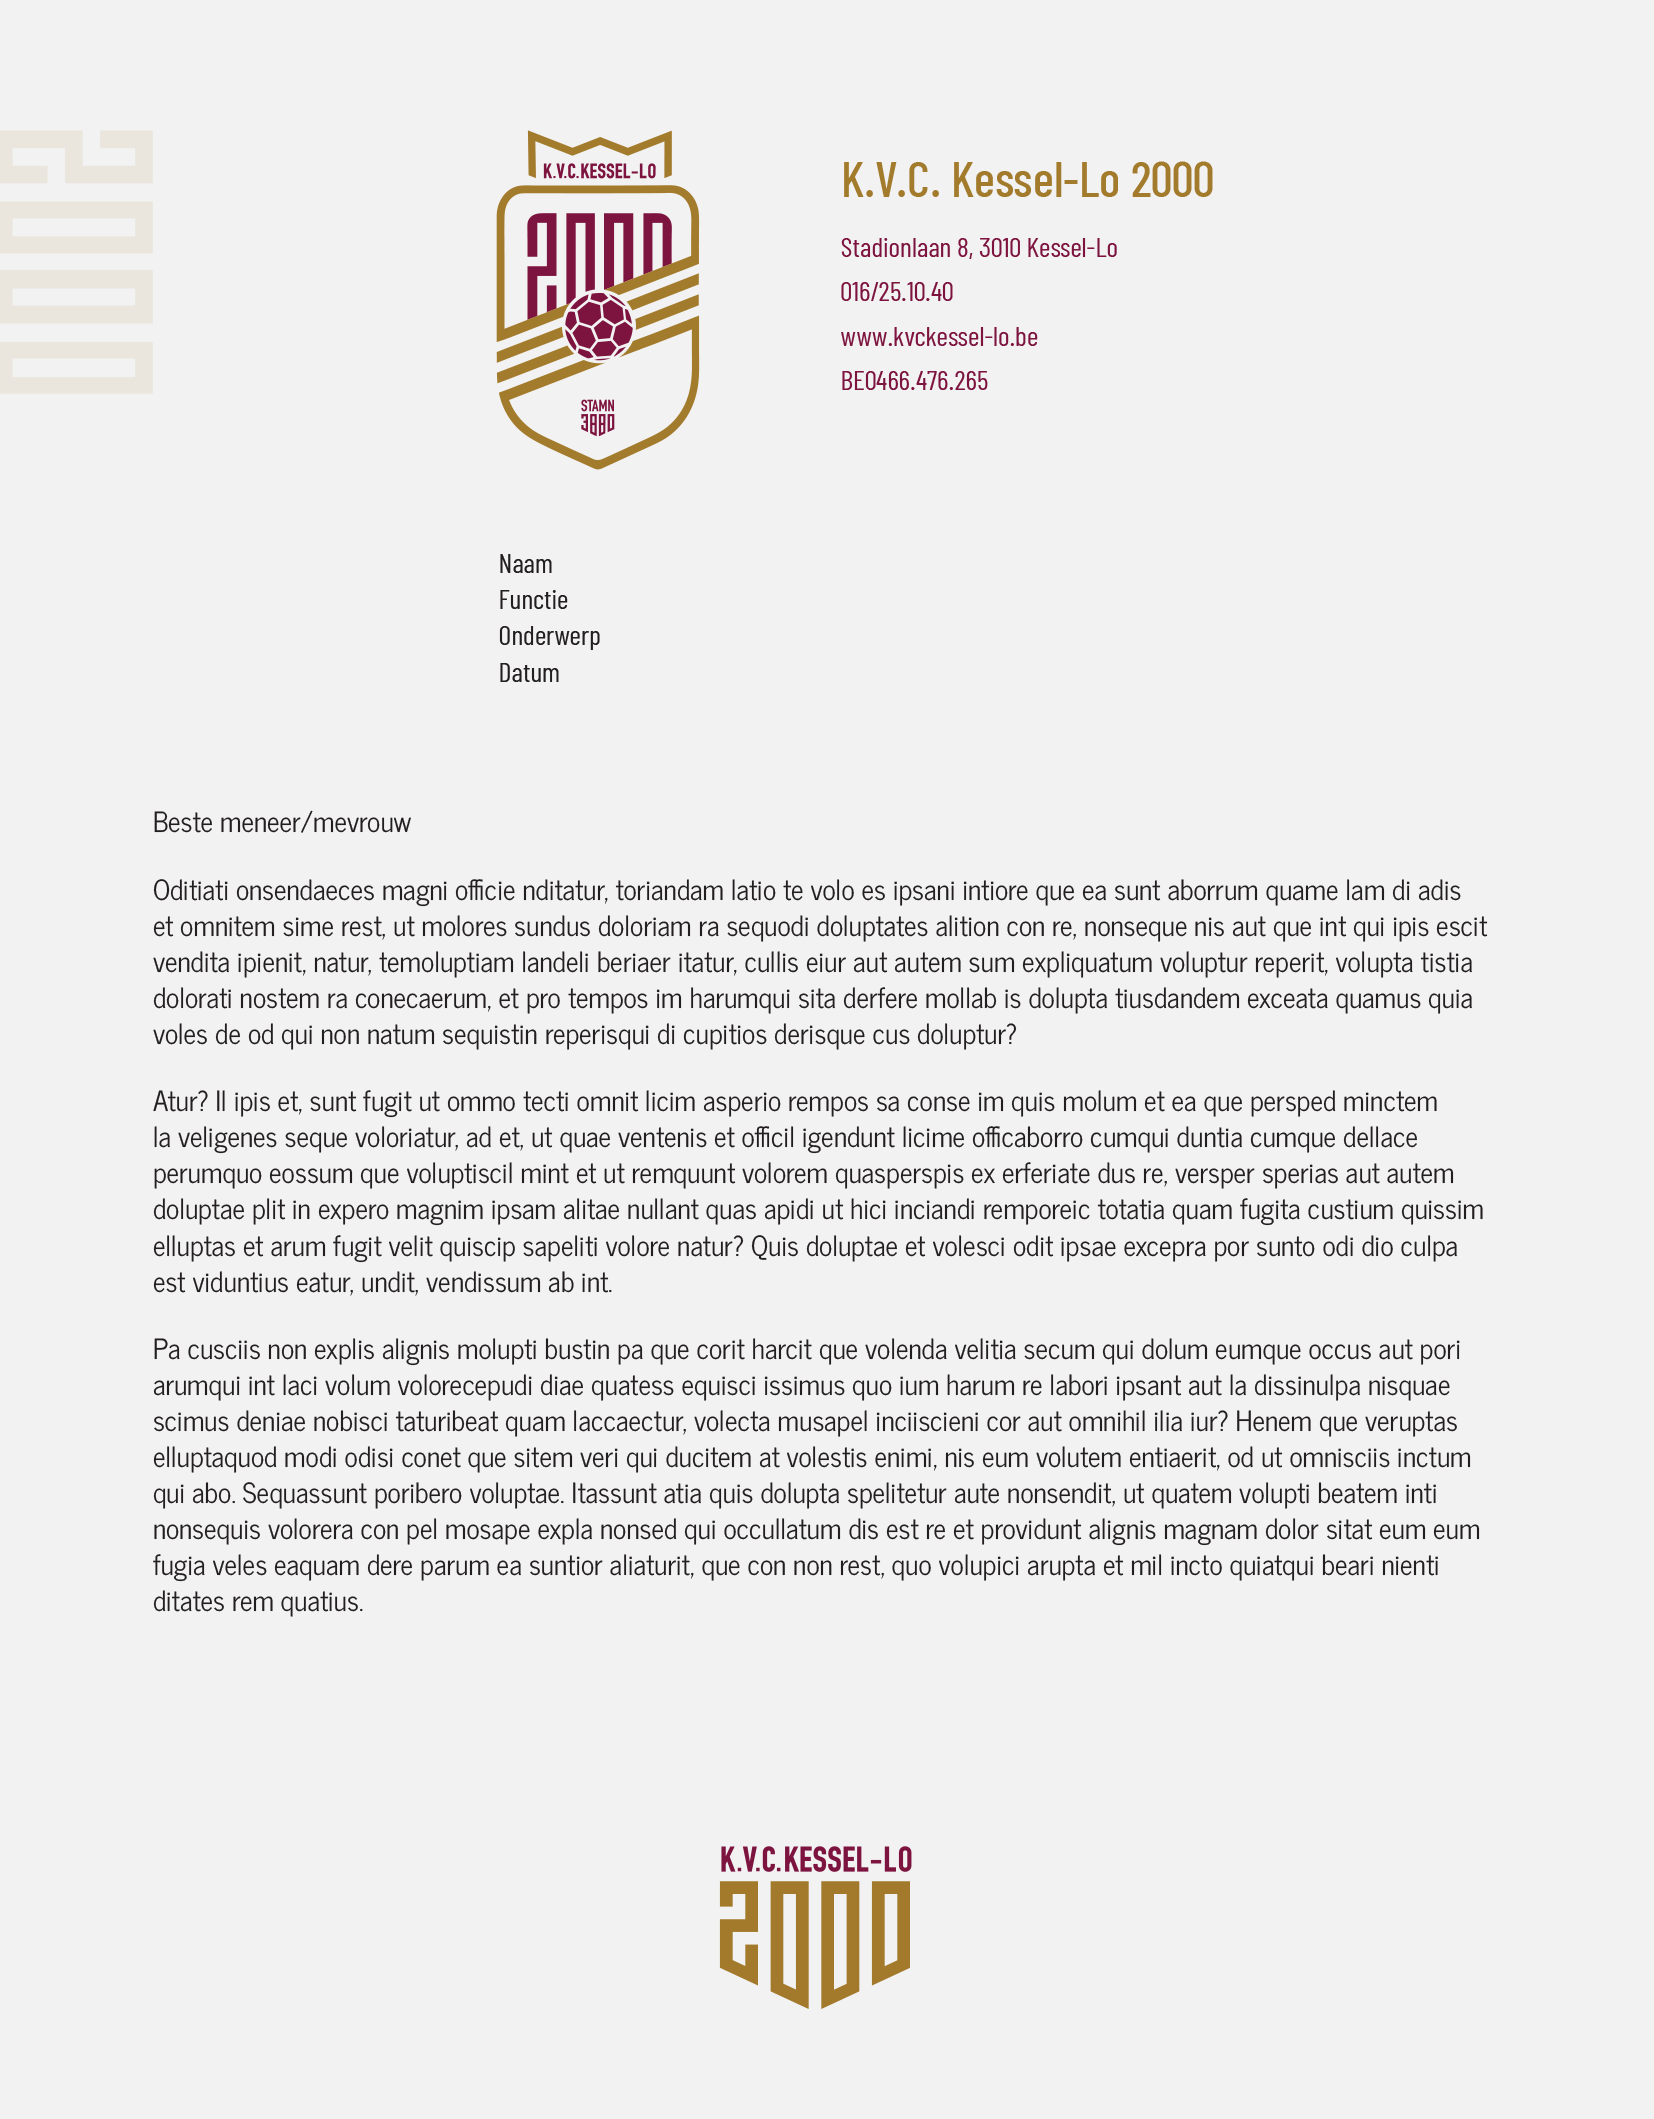 2000
K.V.C.KESSEL-LO
2000
STAMN
3880
K.V.C. Kessel-Lo 2000
Stadionlaan 8, 3010 Kessel-Lo
016/25.10.40
www.kvckessel-lo.be
BE0466.476.265
Naam
Functie
Onderwerp
Datum
Beste meneer/mevrouw
Oditiati onsendaeces magni officie nditatur, toriandam latio te volo es ipsani intiore que ea sunt aborrum quame lam di adis
et omnitem sime rest, ut molores sundus doloriam ra sequodi doluptates alition con re, nonseque nis aut que int qui ipis escit
vendita ipienit, natur, temoluptiam landeli beriaer itatur, cullis eiur aut autem sum expliquatum voluptur reperit, volupta tistia
dolorati nostem ra conecaerum, et pro tempos im harumqui sita derfere mollab is dolupta tiusdandem exceata quamus quia
voles de od qui non natum sequistin reperisqui di cupitios derisque cus doluptur?
Atur? Il ipis et, sunt fugit ut ommo tecti omnit licim asperio rempos sa conse im quis molum et ea que persped minctem
la veligenes seque voloriatur, ad et, ut quae ventenis et officil igendunt licime officaborro cumqui duntia cumque dellace
perumquo eossum que voluptiscil mint et ut remquunt volorem quasperspis ex erferiate dus re, versper sperias aut autem
doluptae plit in expero magnim ipsam alitae nullant quas apidi ut hici inciandi remporeic totatia quam fugita custium quissim
elluptas et arum fugit velit quiscip sapeliti volore natur? Quis doluptae et volesci odit ipsae excepra por sunto odi dio culpa
est viduntius eatur, undit, vendissum ab int.
Pa cusciis non explis alignis molupti bustin pa que corit harcit que volenda velitia secum qui dolum eumque occus aut pori
arumqui int laci volum volorecepudi diae quatess equisci issimus quo ium harum re labori ipsant aut la dissinulpa nisquae
scimus deniae nobisci taturibeat quam laccaectur, volecta musapel inciiscieni cor aut omnihil ilia iur? Henem que veruptas
elluptaquod modi odisi conet que sitem veri qui ducitem at volestis enimi, nis eum volutem entiaerit, od ut omnisciis inctum
qui abo. Sequassunt poribero voluptae. Itassunt atia quis dolupta spelitetur aute nonsendit, ut quatem volupti beatem inti
nonsequis volorera con pel mosape expla nonsed qui occullatum dis est re et providunt alignis magnam dolor sitat eum eum
fugia veles eaquam dere parum ea suntior aliaturit, que con non rest, quo volupici arupta et mil incto quiatqui beari nienti
ditates rem quatius.
K.V.C.KESSEL-LO
2000